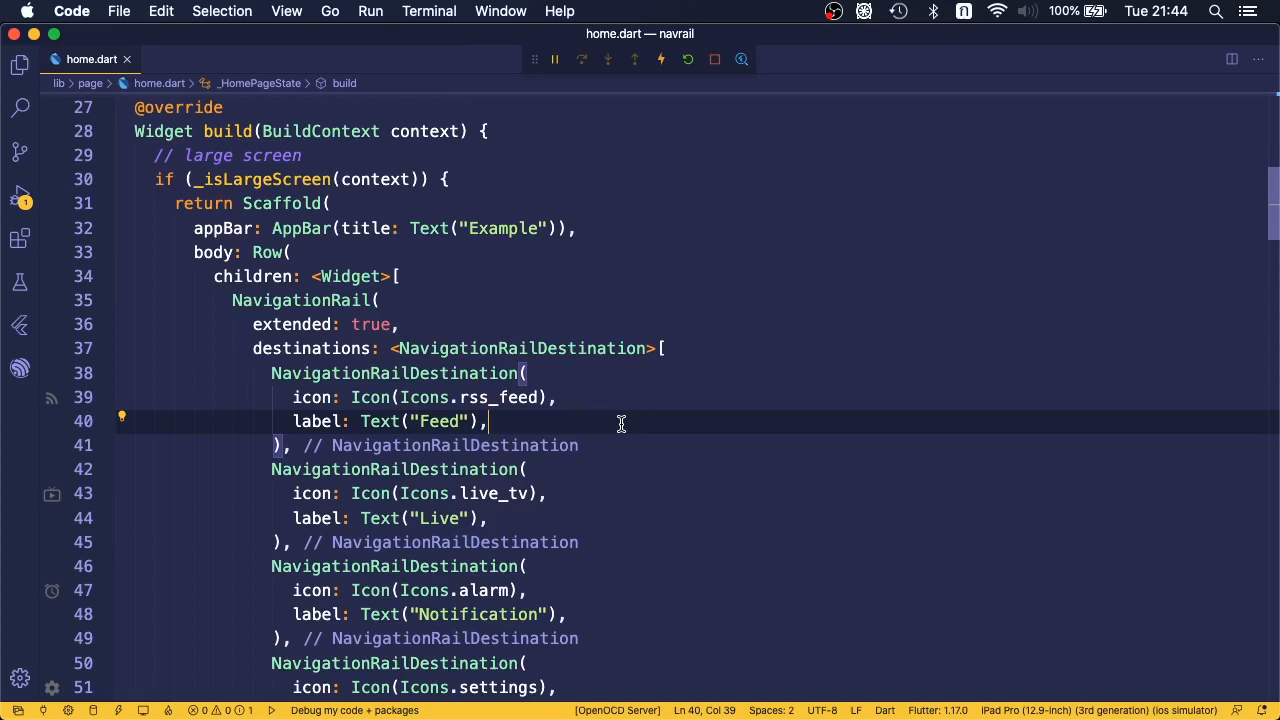 Code File Edit Selection View Go Run Terminal Window Help 100% Tue 21:44
home.dart — navrail
home.dart
lib > page > home.dart > _HomePageState > build
27 @override
28 Widget build(BuildContext context) {
29 // large screen
30 if (_isLargeScreen(context)) {
31 return Scaffold(
32 appBar: AppBar(title: Text("Example")),
33 body: Row(
34 children: <Widget>[
35 NavigationRail(
36 extended: true,
37 destinations: <NavigationRailDestination>[
38 NavigationRailDestination(
39 icon: Icon(Icons.rss_feed),
40 label: Text("Feed"),
41 ), // NavigationRailDestination
42 NavigationRailDestination(
43 icon: Icon(Icons.live_tv),
44 label: Text("Live"),
45 ), // NavigationRailDestination
46 NavigationRailDestination(
47 icon: Icon(Icons.alarm),
48 label: Text("Notification"),
49 ), // NavigationRailDestination
50 NavigationRailDestination(
51 icon: Icon(Icons.settings),
1
0 0 1 Debug my code + packages [OpenOCD Server] Ln 40, Col 39 Spaces: 2 UTF-8 LF Dart Flutter: 1.17.0 iPad Pro (12.9-inch) (3rd generation) (ios simulator)